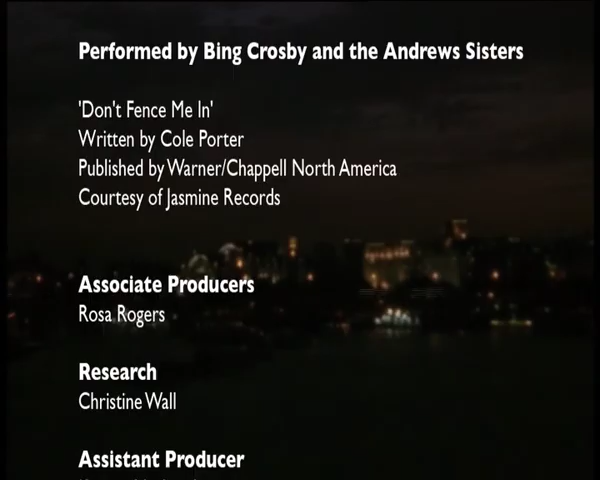 Performed by Bing Crosby and the Andrews Sisters
'Don't Fence Me In'
Written by Cole Porter
Published by Warner/Chappell North America
Courtesy of Jasmine Records
Associate Producers
Rosa Rogers
Research
Christine Wall
Assistant Producer